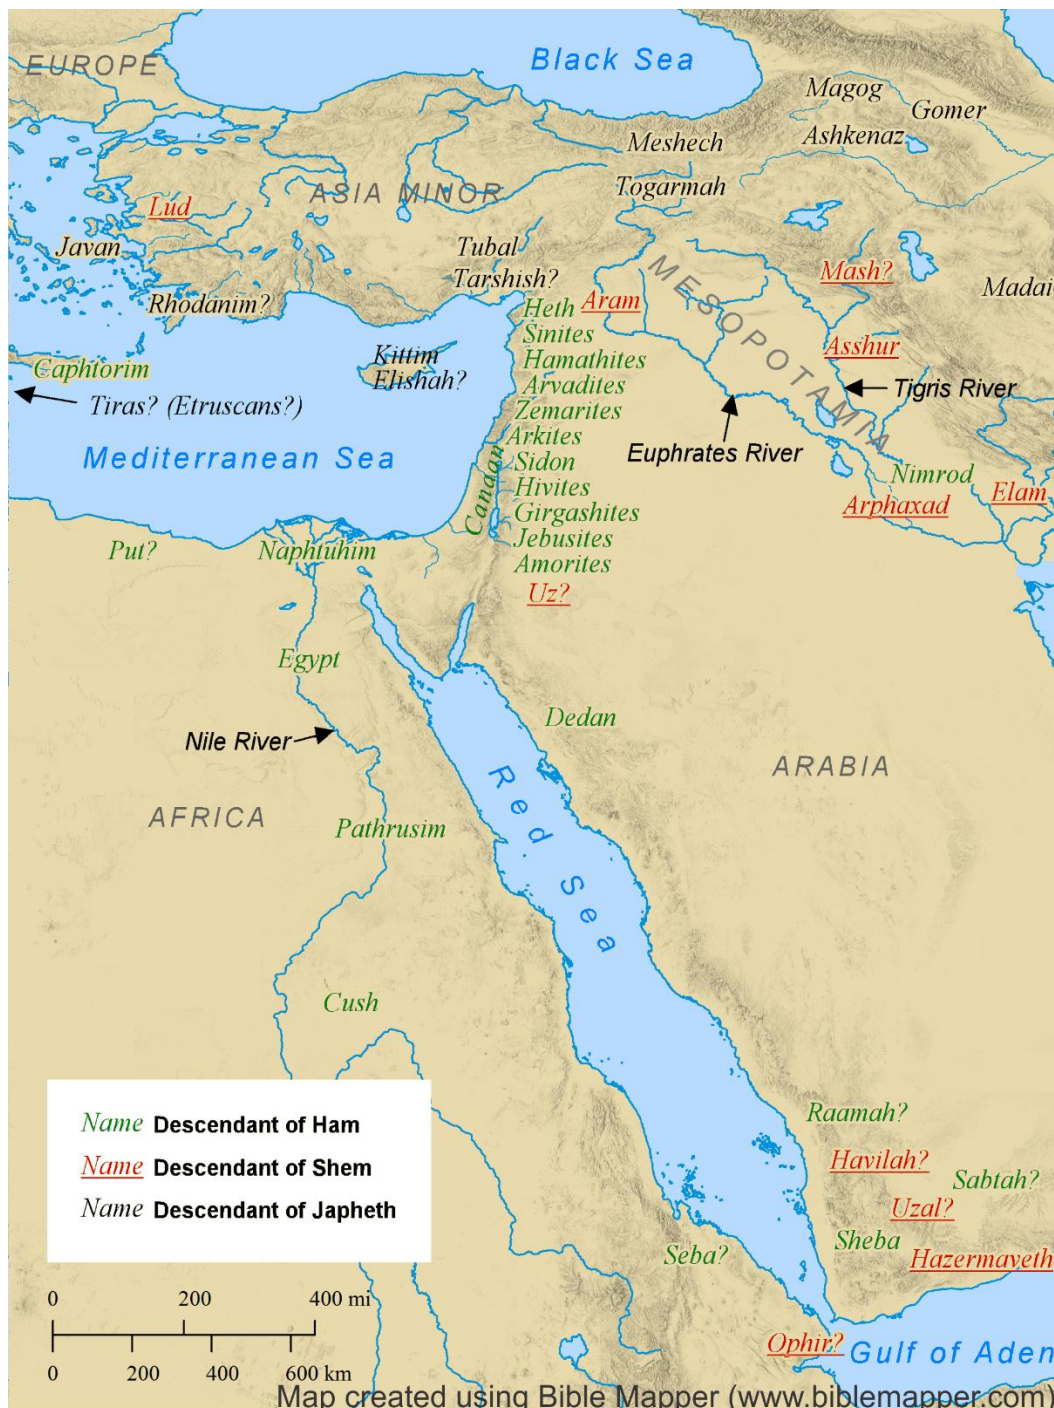 Black Sea
EUROPE
Magog
Gomer
Meshech
Ashkenaz
Togarmah
ASIA MINOR
Lud
Javan
Tubal
Tarshish?
Mash?
Madai
Rhodanim?
MESOPOTAMIA
Heth
Aram
Sinites
Asshur
Kittim
Elishah?
Hamathites
Caphtorim
Arvadites
Tigris River
Tiras? (Etruscans?)
Zemarites
Arkites
Euphrates River
Mediterranean Sea
Canaan
Sidon
Nimrod
Hivites
Elam
Arphaxad
Girgashites
Put?
Naphtuhim
Jebusites
Amorites
Uz?
Egypt
Dedan
Nile River
Red Sea
ARABIA
AFRICA
Pathrusim
Cush
Raamah?
Havilah?
Sabtah?
Uzal?
Sheba
Seba?
Hazermaveth
Ophir?
Gulf of Aden
Name Descendant of Ham
Name Descendant of Shem
Name Descendant of Japheth
0 200 400 mi
0 200 400 600 km
Map created using Bible Mapper (www.biblemapper.com)